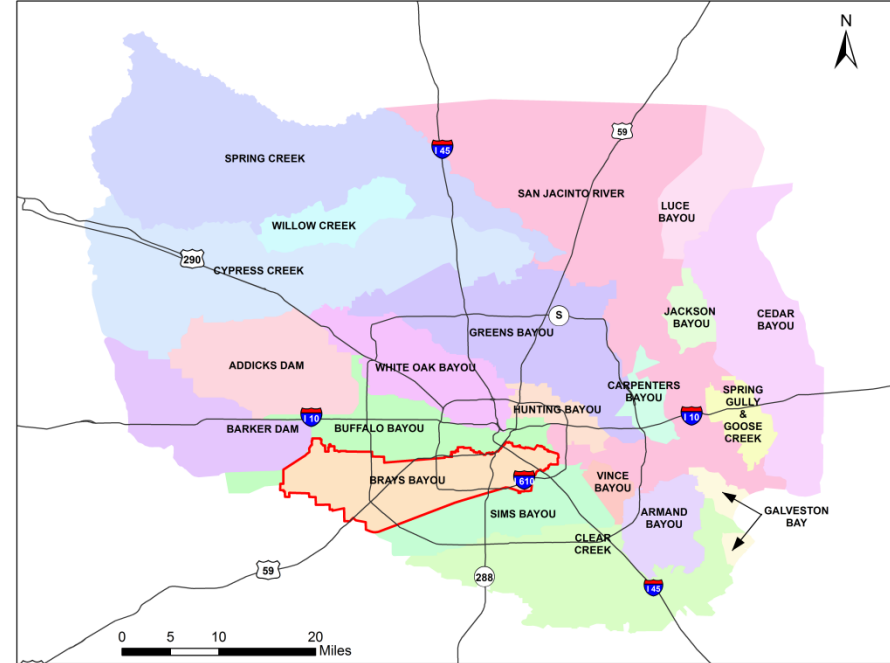 N
59
I 45
SPRING CREEK
SAN JACINTO RIVER
LUCE
BAYOU
WILLOW CREEK
290
CYPRESS CREEK
JACKSON
BAYOU
CEDAR
BAYOU
S
GREENS BAYOU
ADDICKS DAM
WHITE OAK BAYOU
CARPENTERS
BAYOU
SPRING
GULLY
&
GOOSE
CREEK
I 10
HUNTING BAYOU
I 10
BARKER DAM
BUFFALO BAYOU
BRAYS BAYOU
I 610
VINCE
BAYOU
SIMS BAYOU
ARMAND
BAYOU
GALVESTON
BAY
CLEAR
CREEK
59
288
I 45
0 5 10 20
Miles